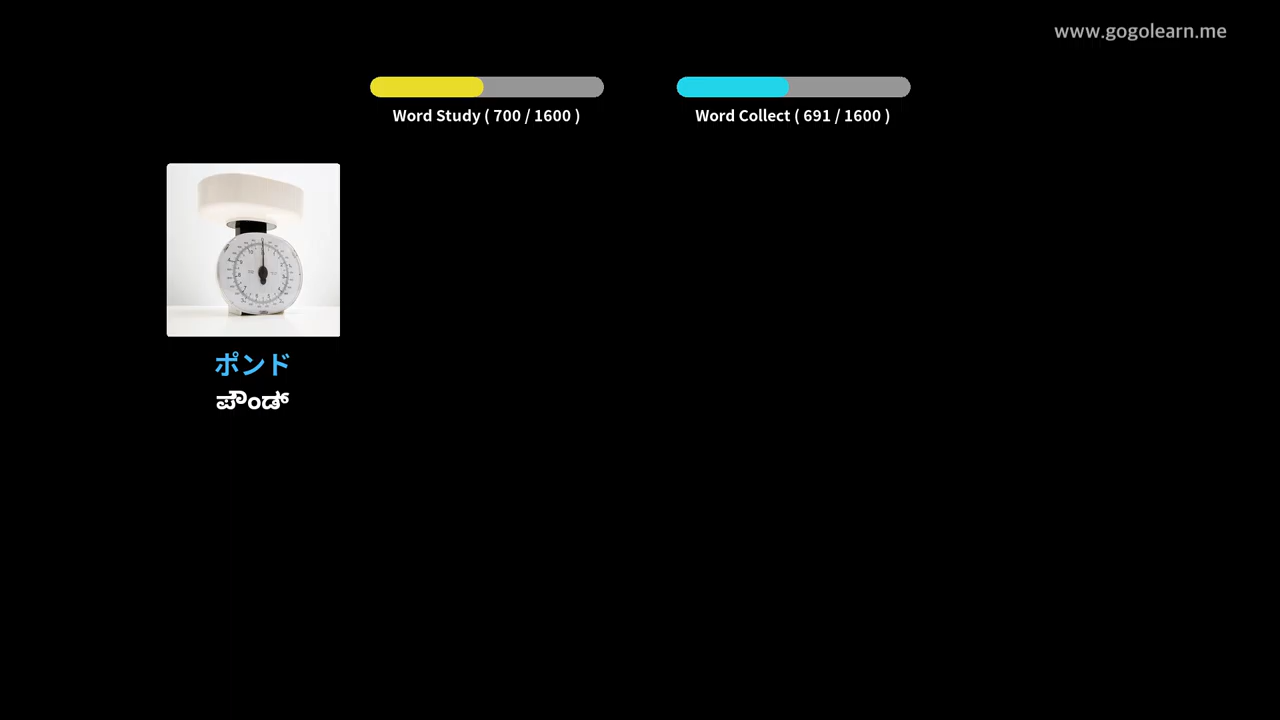 www.gogolearn.me
Word Study ( 700 / 1600 )
Word Collect ( 691 / 1600 )
ポンド
ಪೌಂಡ್